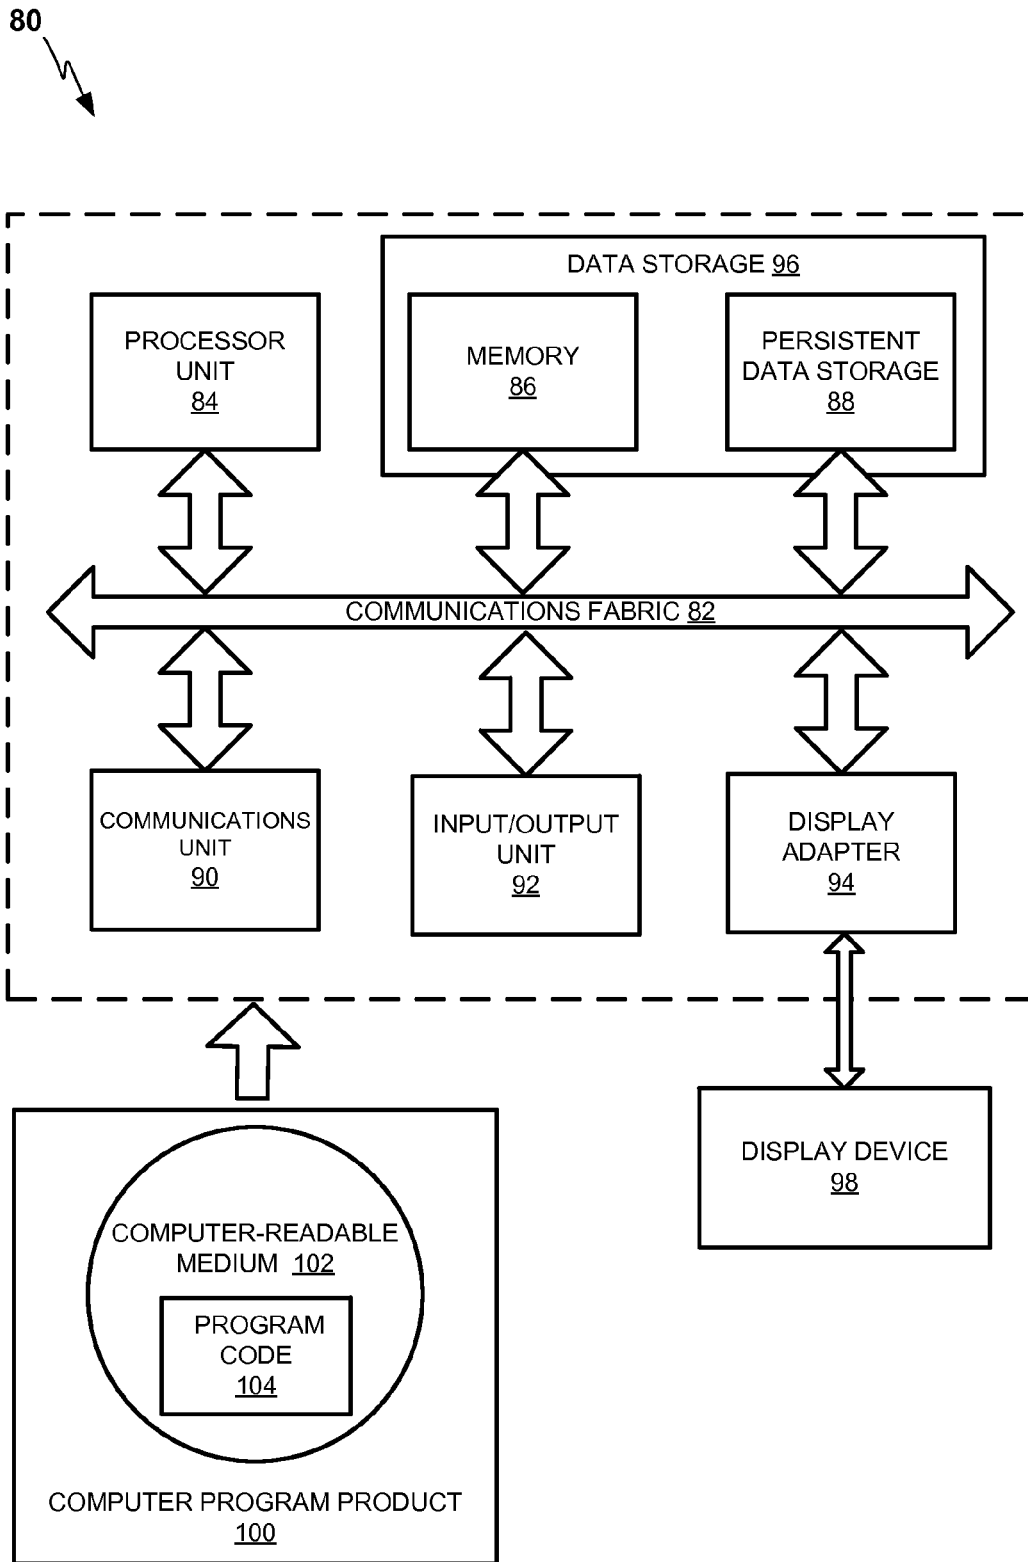 80
DATA STORAGE 96
PROCESSOR
UNIT
84
MEMORY
86
PERSISTENT
DATA STORAGE
88
COMMUNICATIONS FABRIC 82
COMMUNICATIONS
UNIT
90
INPUT/OUTPUT
UNIT
92
DISPLAY
ADAPTER
94
DISPLAY DEVICE
98
COMPUTER-READABLE
MEDIUM 102
PROGRAM
CODE
104
COMPUTER PROGRAM PRODUCT
100